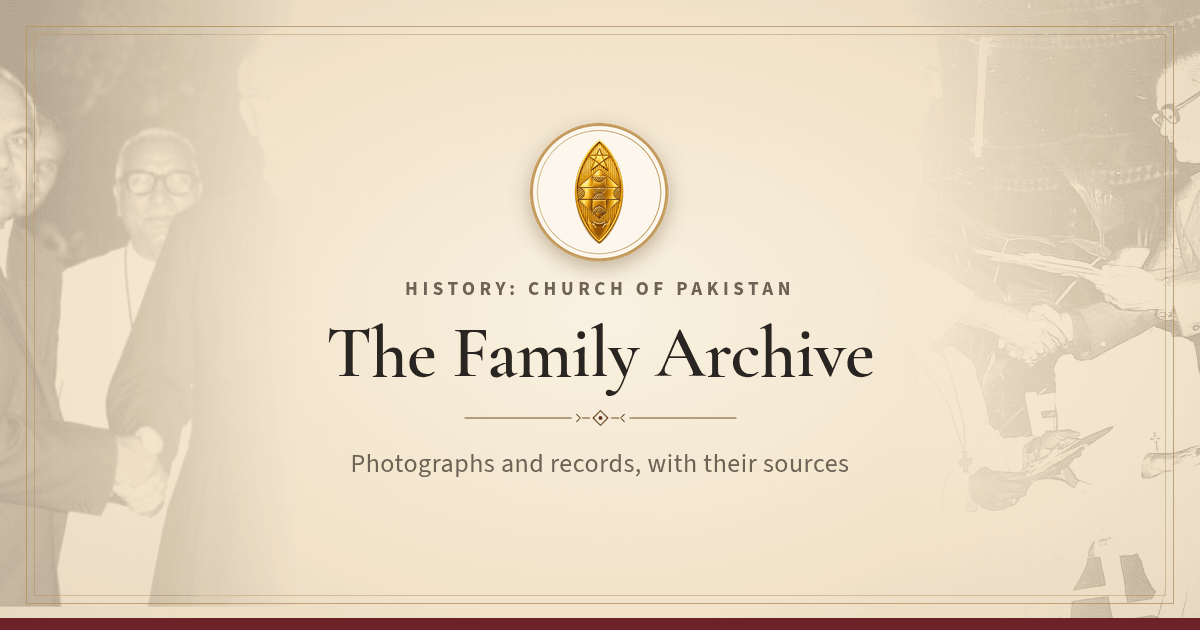 HISTORY: CHURCH OF PAKISTAN
The Family Archive
Photographs and records, with their sources